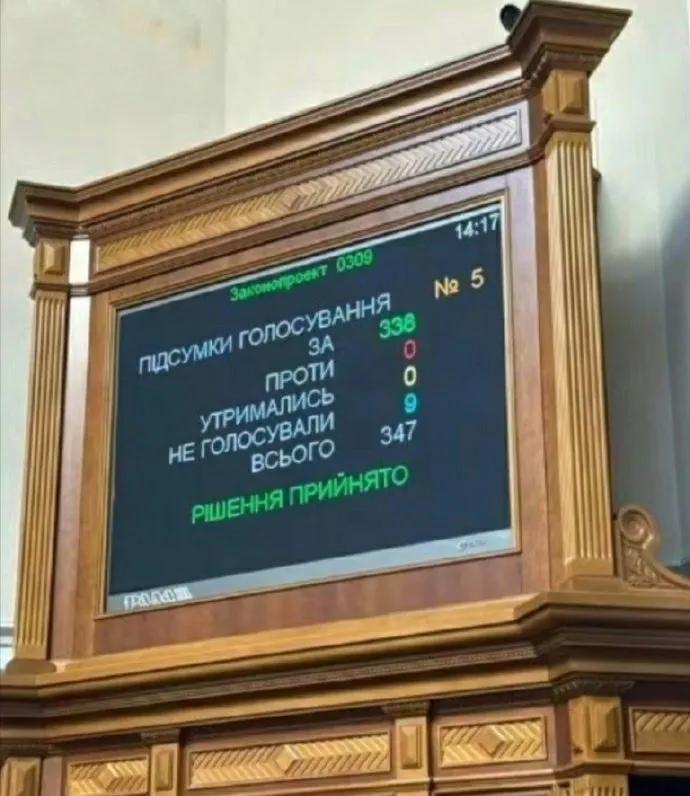 14:17
Законопроект 0309
№ 5
ПІДСУМКИ ГОЛОСУВАННЯ
ЗА 338
ПРОТИ 0
УТРИМАЛИСЬ 0
НЕ ГОЛОСУВАЛИ 9
ВСЬОГО 347
РІШЕННЯ ПРИЙНЯТО